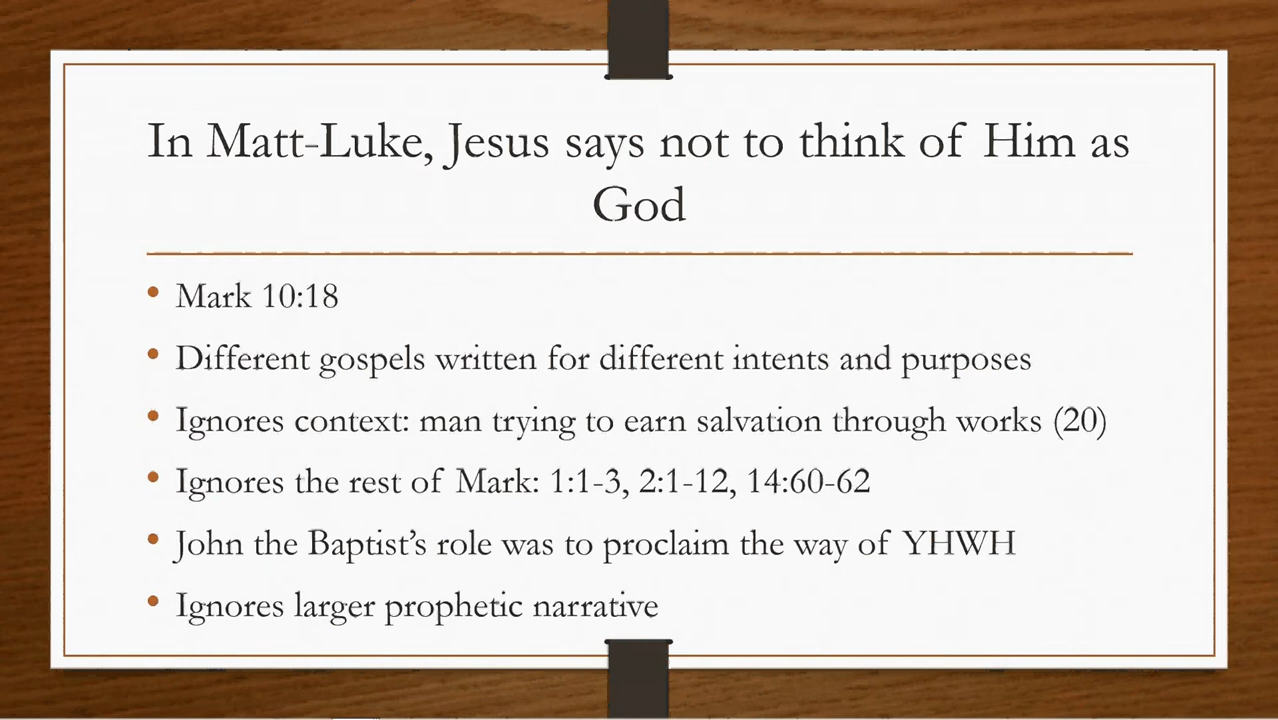 In Matt-Luke, Jesus says not to think of Him as
God
• Mark 10:18
• Different gospels written for different intents and purposes
• Ignores context: man trying to earn salvation through works (20)
• Ignores the rest of Mark: 1:1-3, 2:1-12, 14:60-62
• John the Baptist’s role was to proclaim the way of YHWH
• Ignores larger prophetic narrative